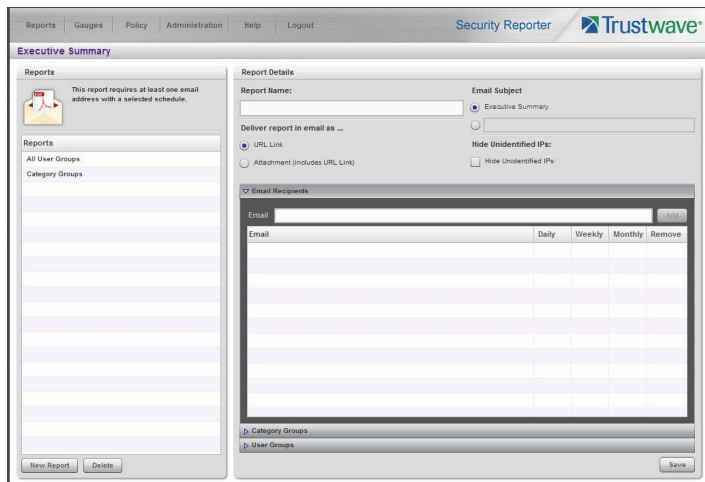 Reports Gauges Policy Administration Help Logout Security Reporter Trustwave®
Executive Summary
Reports
PDF
This report requires at least one email
address with a selected schedule.
Reports
All User Groups
Category Groups
New Report Delete
Report Details
Report Name:
Email Subject
Executive Summary
Deliver report in email as ...
URL Link
Attachment (includes URL Link)
Hide Unidentified IPs:
Hide Unidentified IPs:
Email Recipients
Email Add
Email Daily Weekly Monthly Remove
Category Groups
User Groups
Save